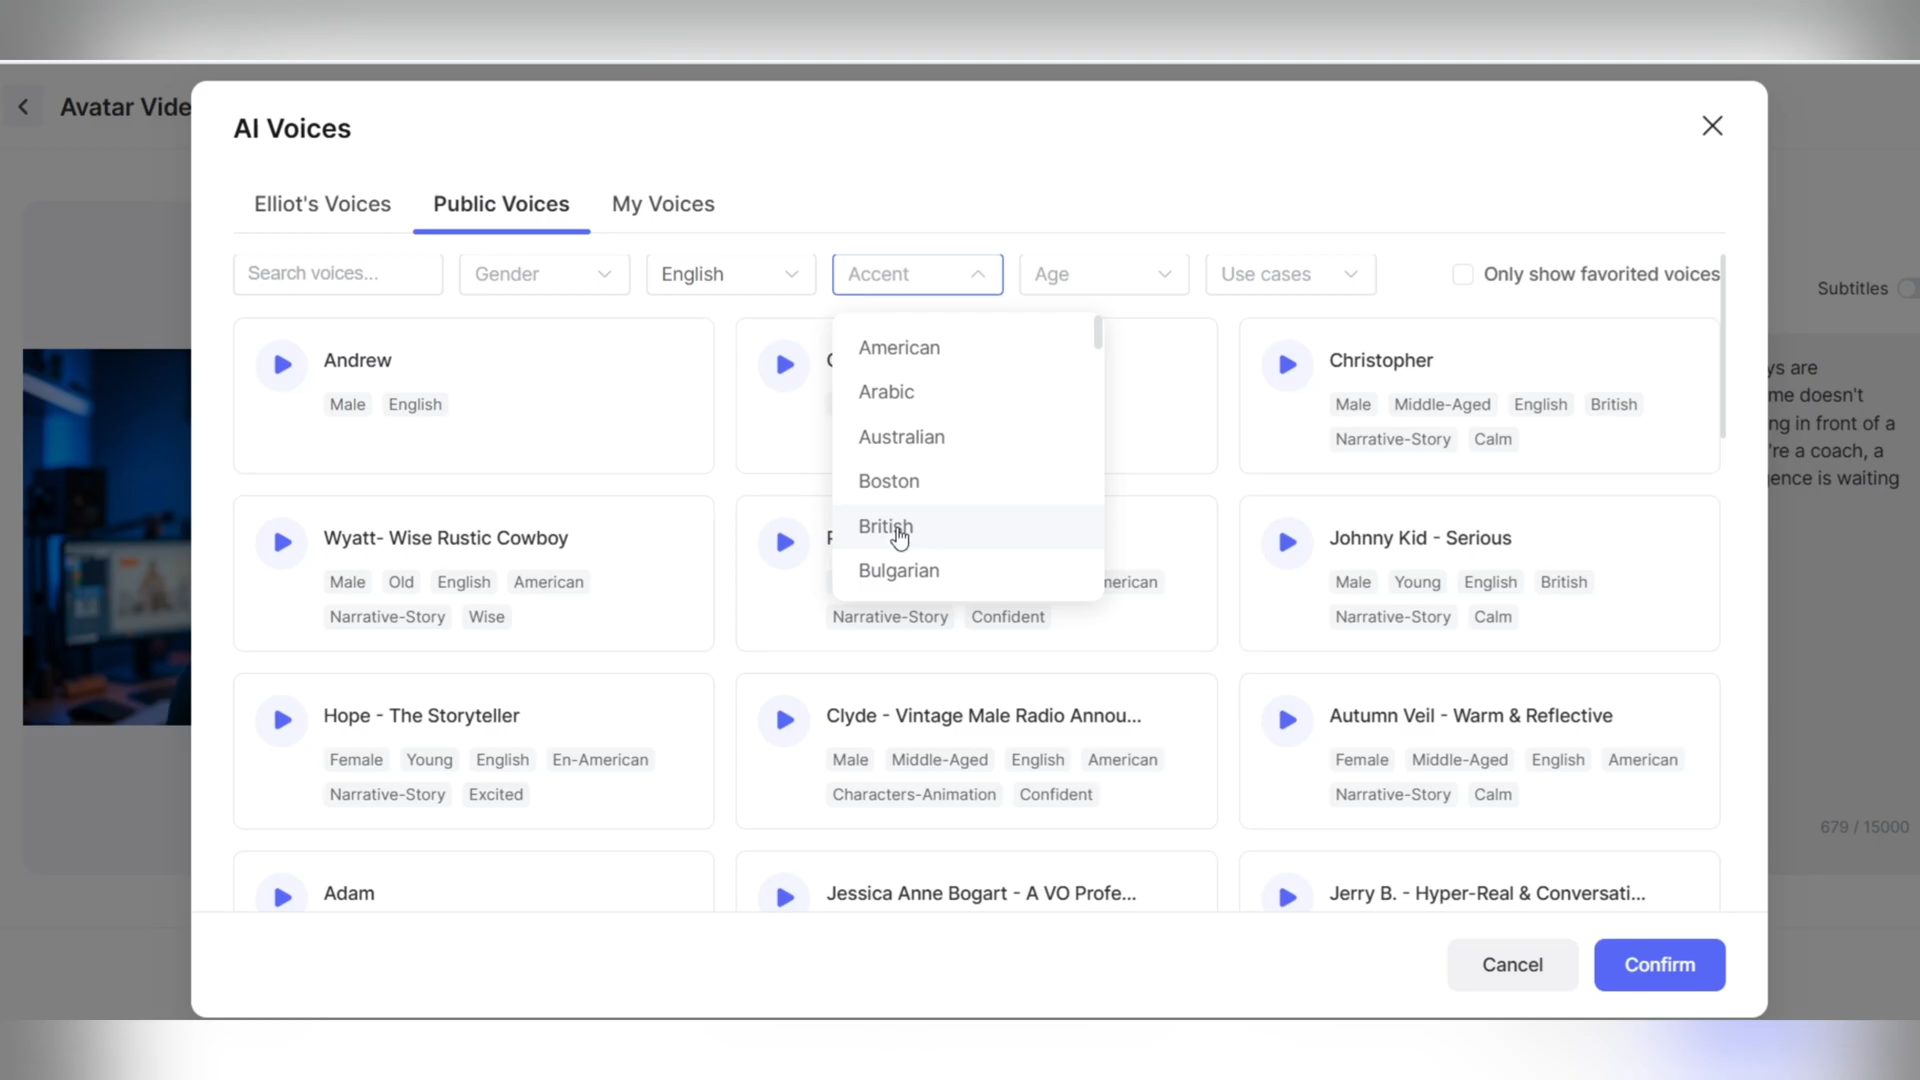 Avatar Vide
AI Voices
Elliot's Voices Public Voices My Voices
Search voices... Gender English Accent Age Use cases Only show favorited voices
Subtitles
American
Arabic
Australian
Boston
British
Bulgarian
Andrew
Male English
Christopher
Male Middle-Aged English British
Narrative-Story Calm
ys are
me doesn't
ng in front of a
're a coach, a
ence is waiting
Wyatt- Wise Rustic Cowboy
Male Old English American
Narrative-Story Wise
merican
Narrative-Story Confident
Johnny Kid - Serious
Male Young English British
Narrative-Story Calm
Hope - The Storyteller
Female Young English En-American
Narrative-Story Excited
Clyde - Vintage Male Radio Annou...
Male Middle-Aged English American
Characters-Animation Confident
Autumn Veil - Warm & Reflective
Female Middle-Aged English American
Narrative-Story Calm
679 / 15000
Adam
Jessica Anne Bogart - A VO Profe...
Jerry B. - Hyper-Real & Conversati...
Cancel Confirm